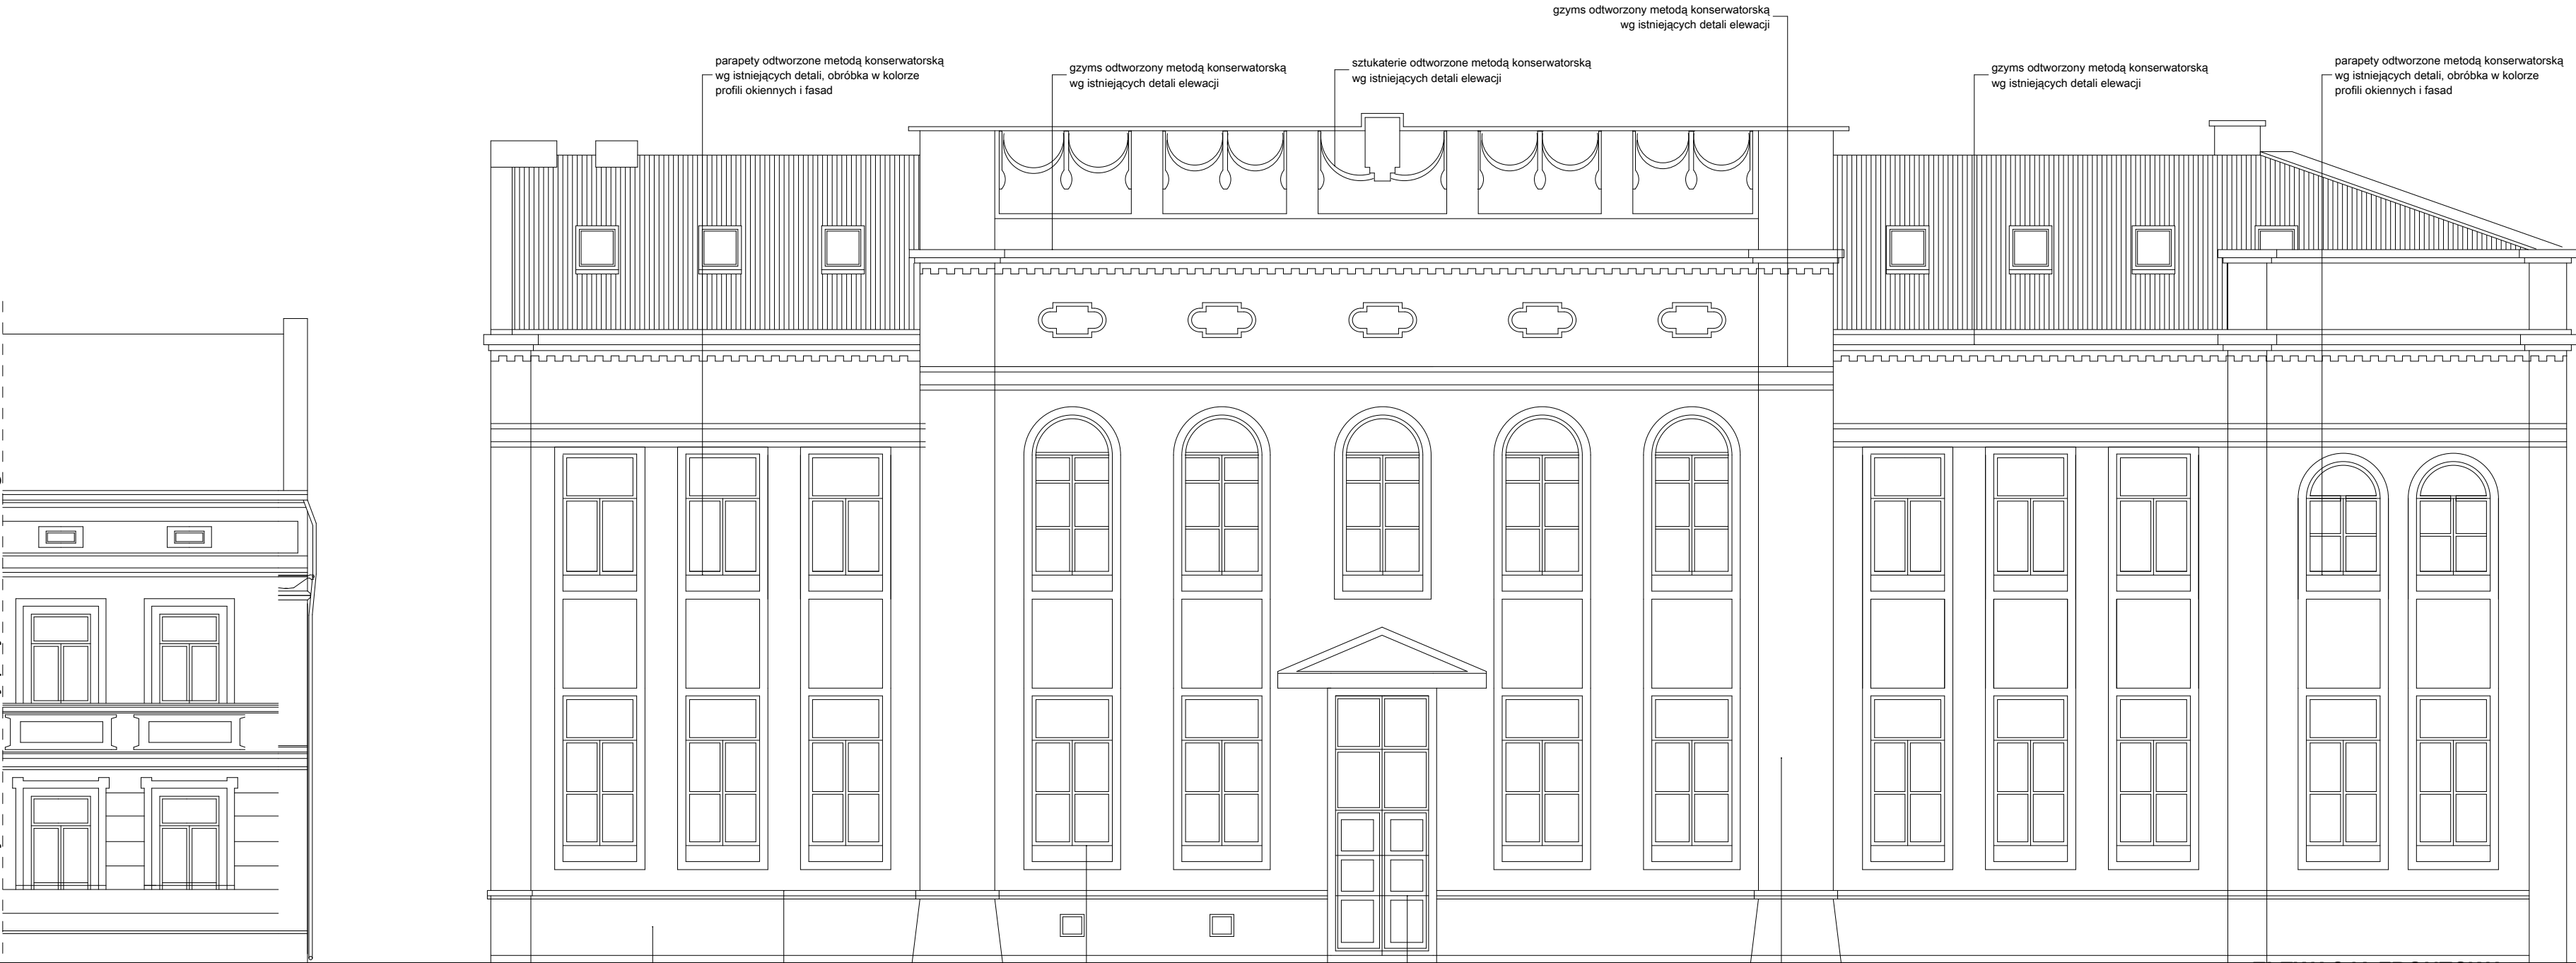 gzyms odtworzony metodą konserwatorską
wg istniejących detali elewacji
parapety odtworzone metodą konserwatorską
wg istniejących detali, obróbka w kolorze
profili okiennych i fasad
gzyms odtworzony metodą konserwatorską
wg istniejących detali elewacji
sztukaterie odtworzone metodą konserwatorską
wg istniejących detali elewacji
gzyms odtworzony metodą konserwatorską
wg istniejących detali elewacji
parapety odtworzone metodą konserwatorską
wg istniejących detali, obróbka w kolorze
profili okiennych i fasad